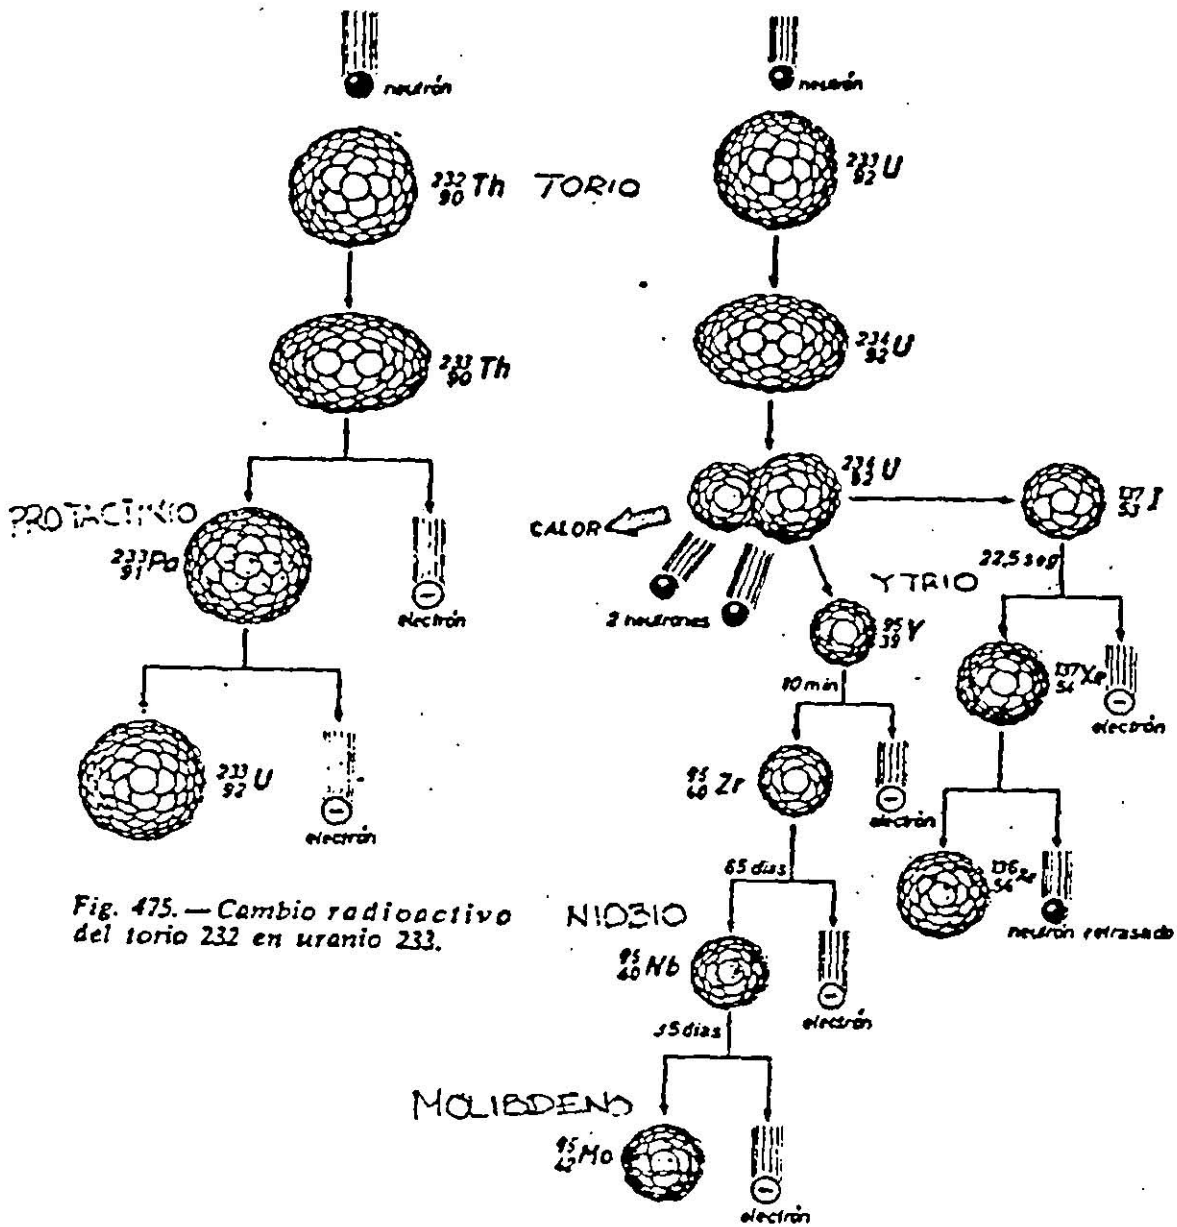 neutrón
neutrón
232
90 Th TORIO
233
92 U
233
90 Th
234
92 U
PROTACTINIO
233
91 Pa
electrón
CALOR
234
92 U
137
53 I
2 neutrones
22,5 seg
YTRIO
95
39 Y
10 min
137
54 Xe
electrón
233
92 U
electrón
95
40 Zr
electrón
65 dias
136
54 Xe
neutrón retrasado
Fig. 475.—Cambio radioactivo
del torio 232 en uranio 233.
NIOBIO
95
40 Nb
electrón
35 dias
MOLIBDENO
95
42 Mo
electrón